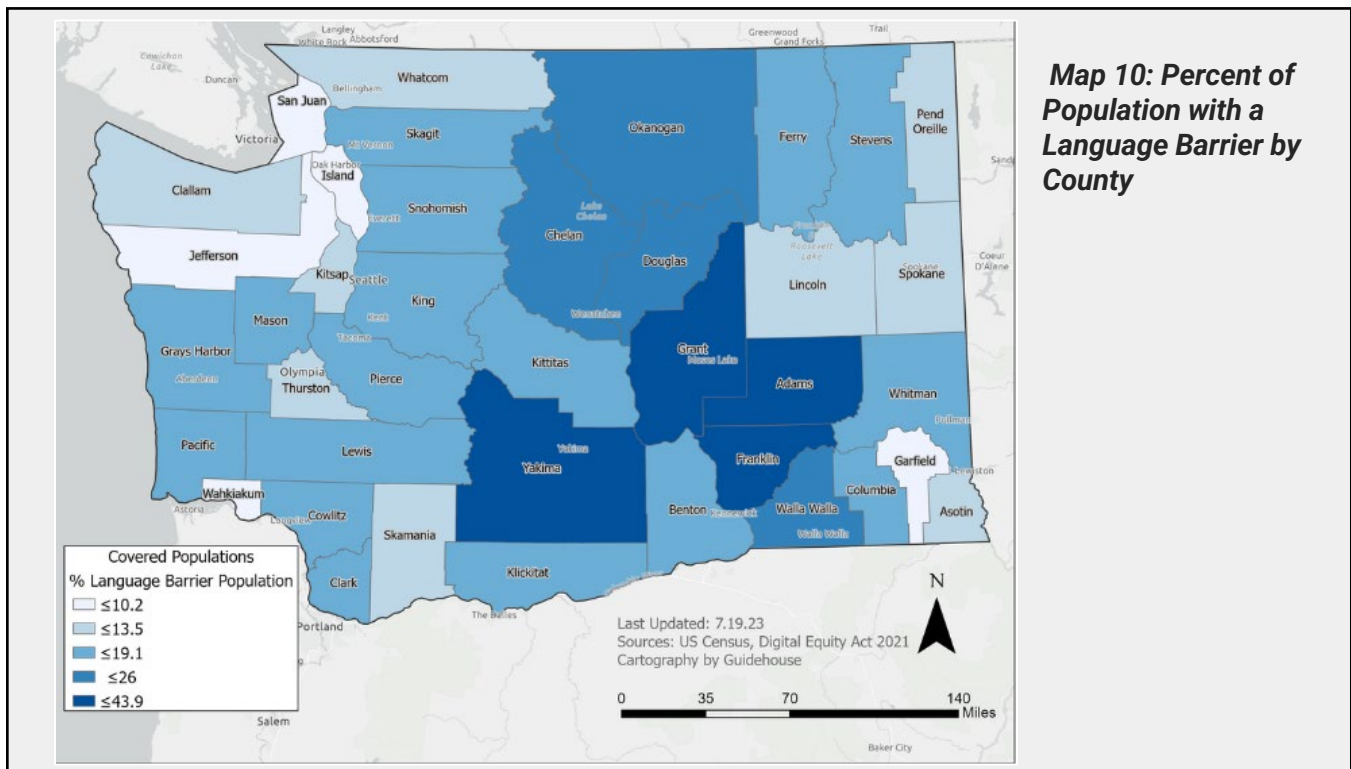 Map 10: Percent of
Population with a
Language Barrier by
County
Langley
White Rock Abbotsford
Greenwood
Grand Forks
Trail
Cowichan
Lake
Duncan
Victoria
San Juan
Whatcom
Bellingham
Skagit
Mt Vernon
Oak Harbor
Island
Clallam
Jefferson
Snohomish
Everett
Okanogan
Ferry
Stevens
Pend
Oreille
Lake
Chelan
Chelan
Douglas
Wenatchee
Roosevelt
Lake
Lincoln
Spokane
Spokane
Coeur
D'Alene
Kitsap
Seattle
King
Kent
Mason
Grays Harbor
Aberdeen
Tacoma
Pierce
Olympia
Thurston
Kittitas
Grant
Moses Lake
Adams
Whitman
Pullman
Pacific
Lewis
Yakima
Yakima
Franklin
Garfield
Lewiston
Columbia
Asotin
Wahkiakum
Astoria
Longview
Cowlitz
Skamania
Benton
Kennewick
Walla Walla
Walla Walla
Clark
Klickitat
The Dalles
Portland
Salem
Baker City
Covered Populations
% Language Barrier Population
≤10.2
≤13.5
≤19.1
≤26
≤43.9
Last Updated: 7.19.23
Sources: US Census, Digital Equity Act 2021
Cartography by Guidehouse
N
0 35 70 140
Miles